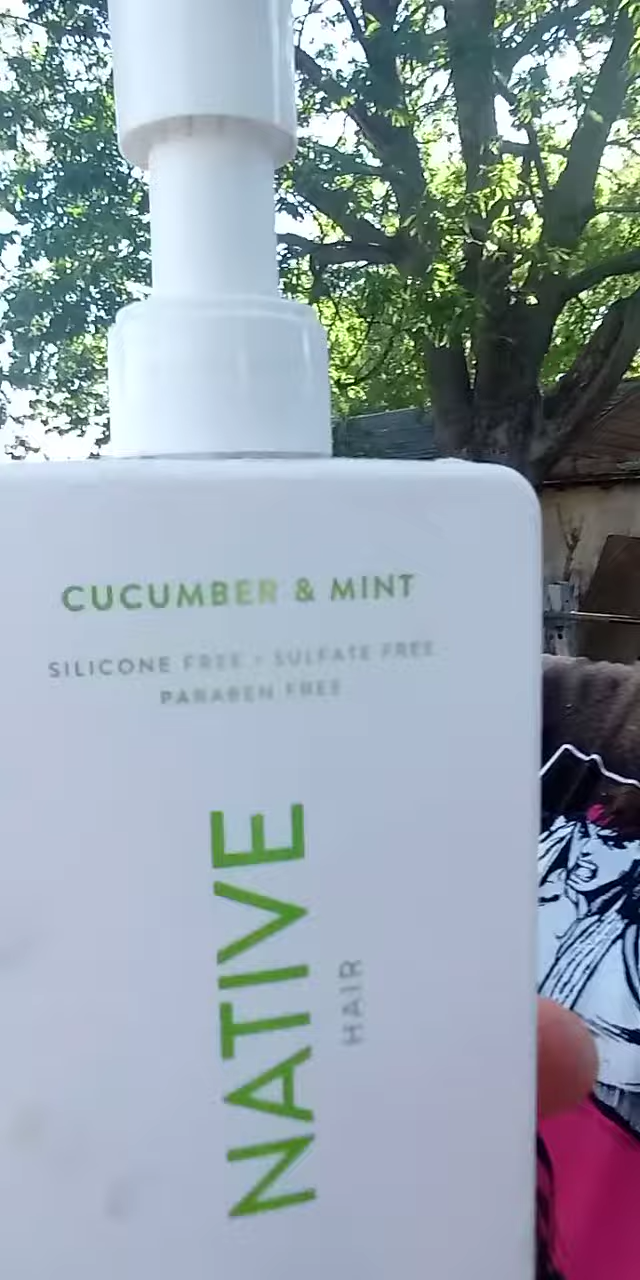 CUCUMBER & MINT
SILICONE FREE • SULFATE FREE
PARABEN FREE
NATIVE
HAIR